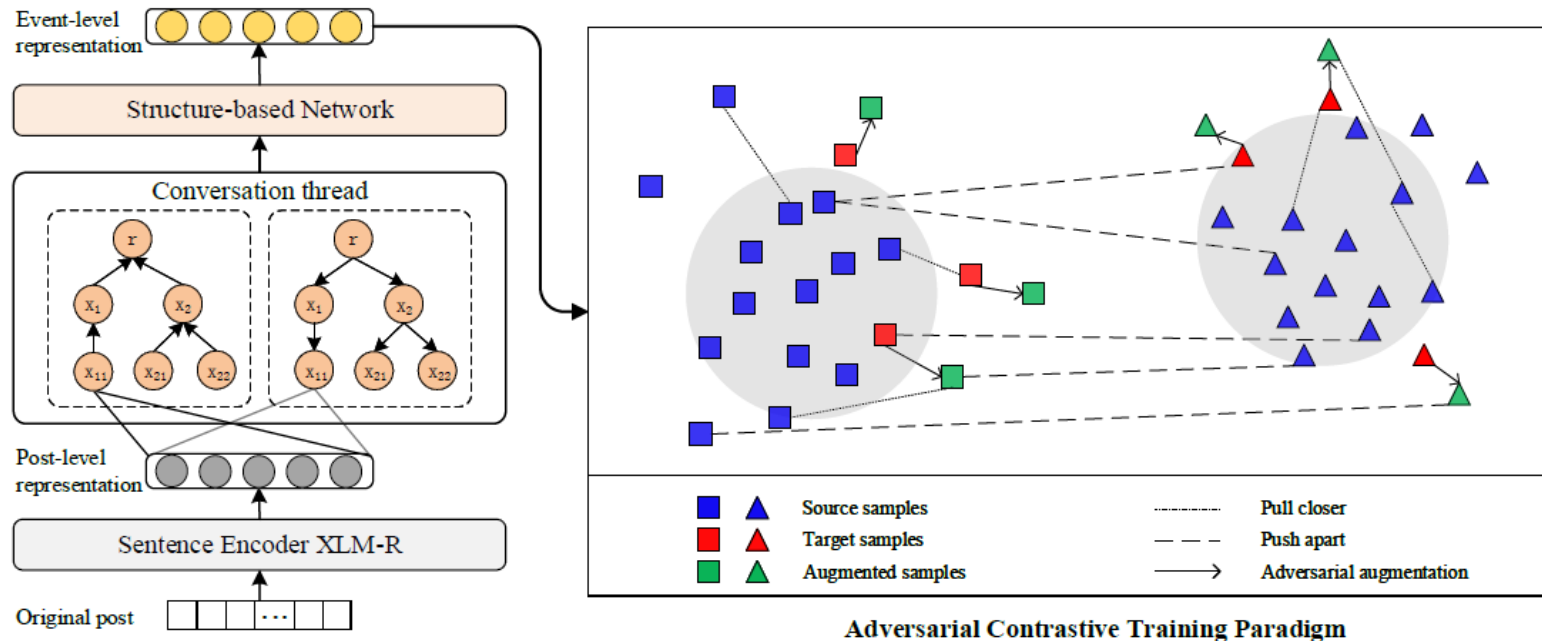 Event-level
representation
Structure-based Network
Conversation thread
r
x1
x2
x11
x21
x22
r
x1
x2
x11
x21
x22
Post-level
representation
Sentence Encoder XLM-R
Original post
...
Source samples
Target samples
Augmented samples
Pull closer
Push apart
Adversarial augmentation
Adversarial Contrastive Training Paradigm